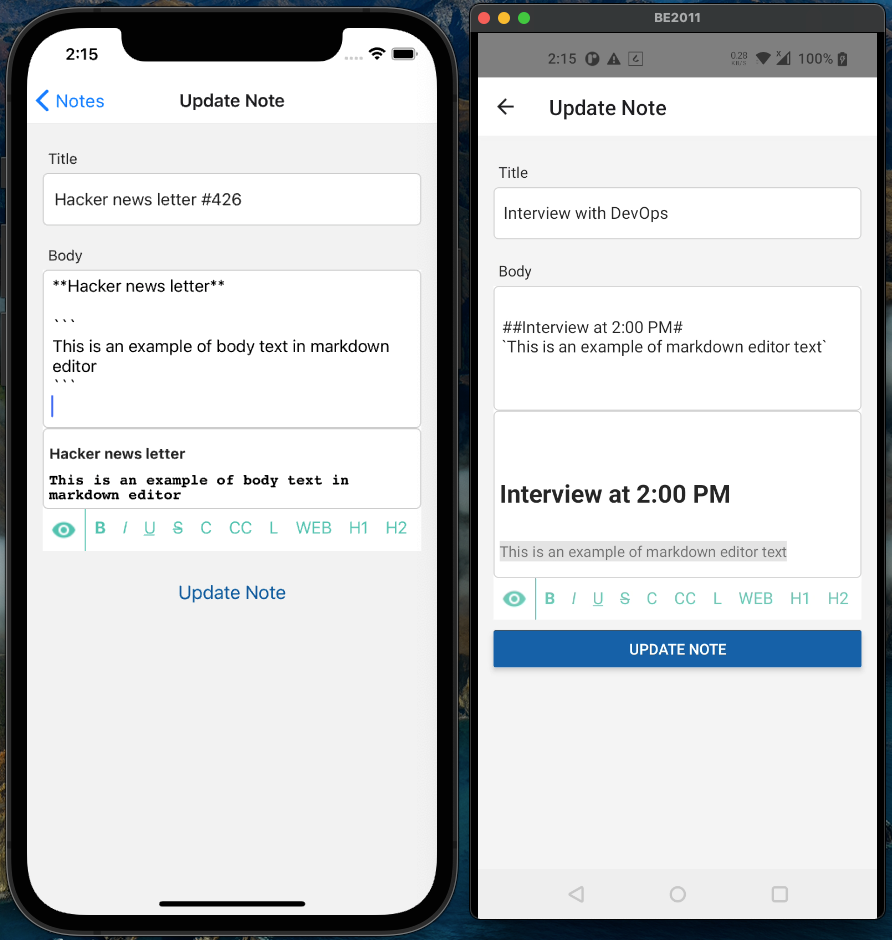 2:15
Notes
Update Note
Title
Hacker news letter #426
Body
**Hacker news letter**
```
This is an example of body text in markdown
editor
```
Hacker news letter
This is an example of body text in
markdown editor
B I U S C CC L WEB H1 H2
Update Note
BE2011
2:15 0.28 KB/S 100%
Update Note
Title
Interview with DevOps
Body
##Interview at 2:00 PM#
`This is an example of markdown editor text`
Interview at 2:00 PM
This is an example of markdown editor text
B I U S C CC L WEB H1 H2
UPDATE NOTE